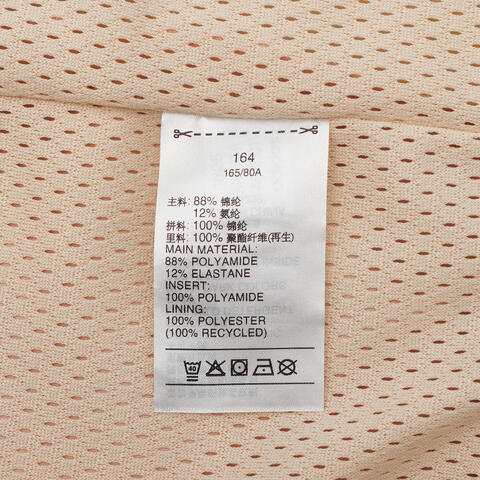 164
165/80A
主料: 88% 锦纶
12% 氨纶
拼料: 100% 锦纶
里料: 100% 聚酯纤维(再生)
MAIN MATERIAL:
88% POLYAMIDE
12% ELASTANE
INSERT:
100% POLYAMIDE
LINING:
100% POLYESTER
(100% RECYCLED)
40